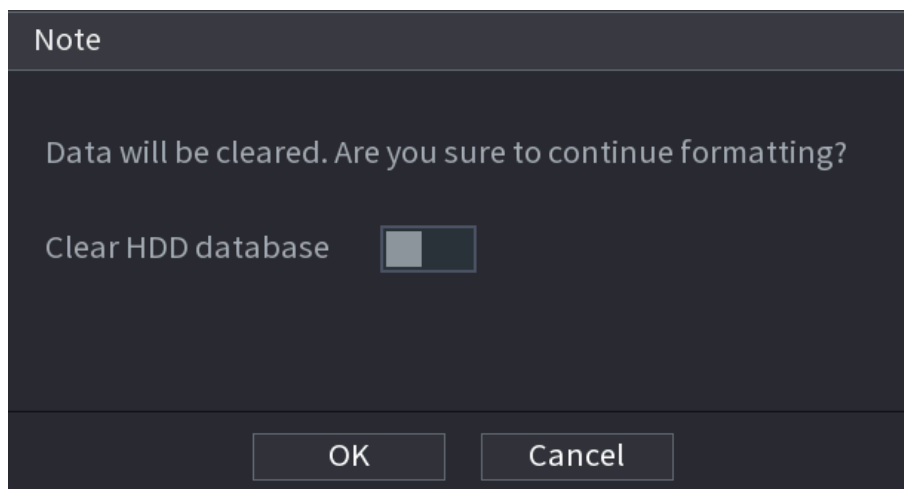 Note
Data will be cleared. Are you sure to continue formatting?
Clear HDD database
OK Cancel